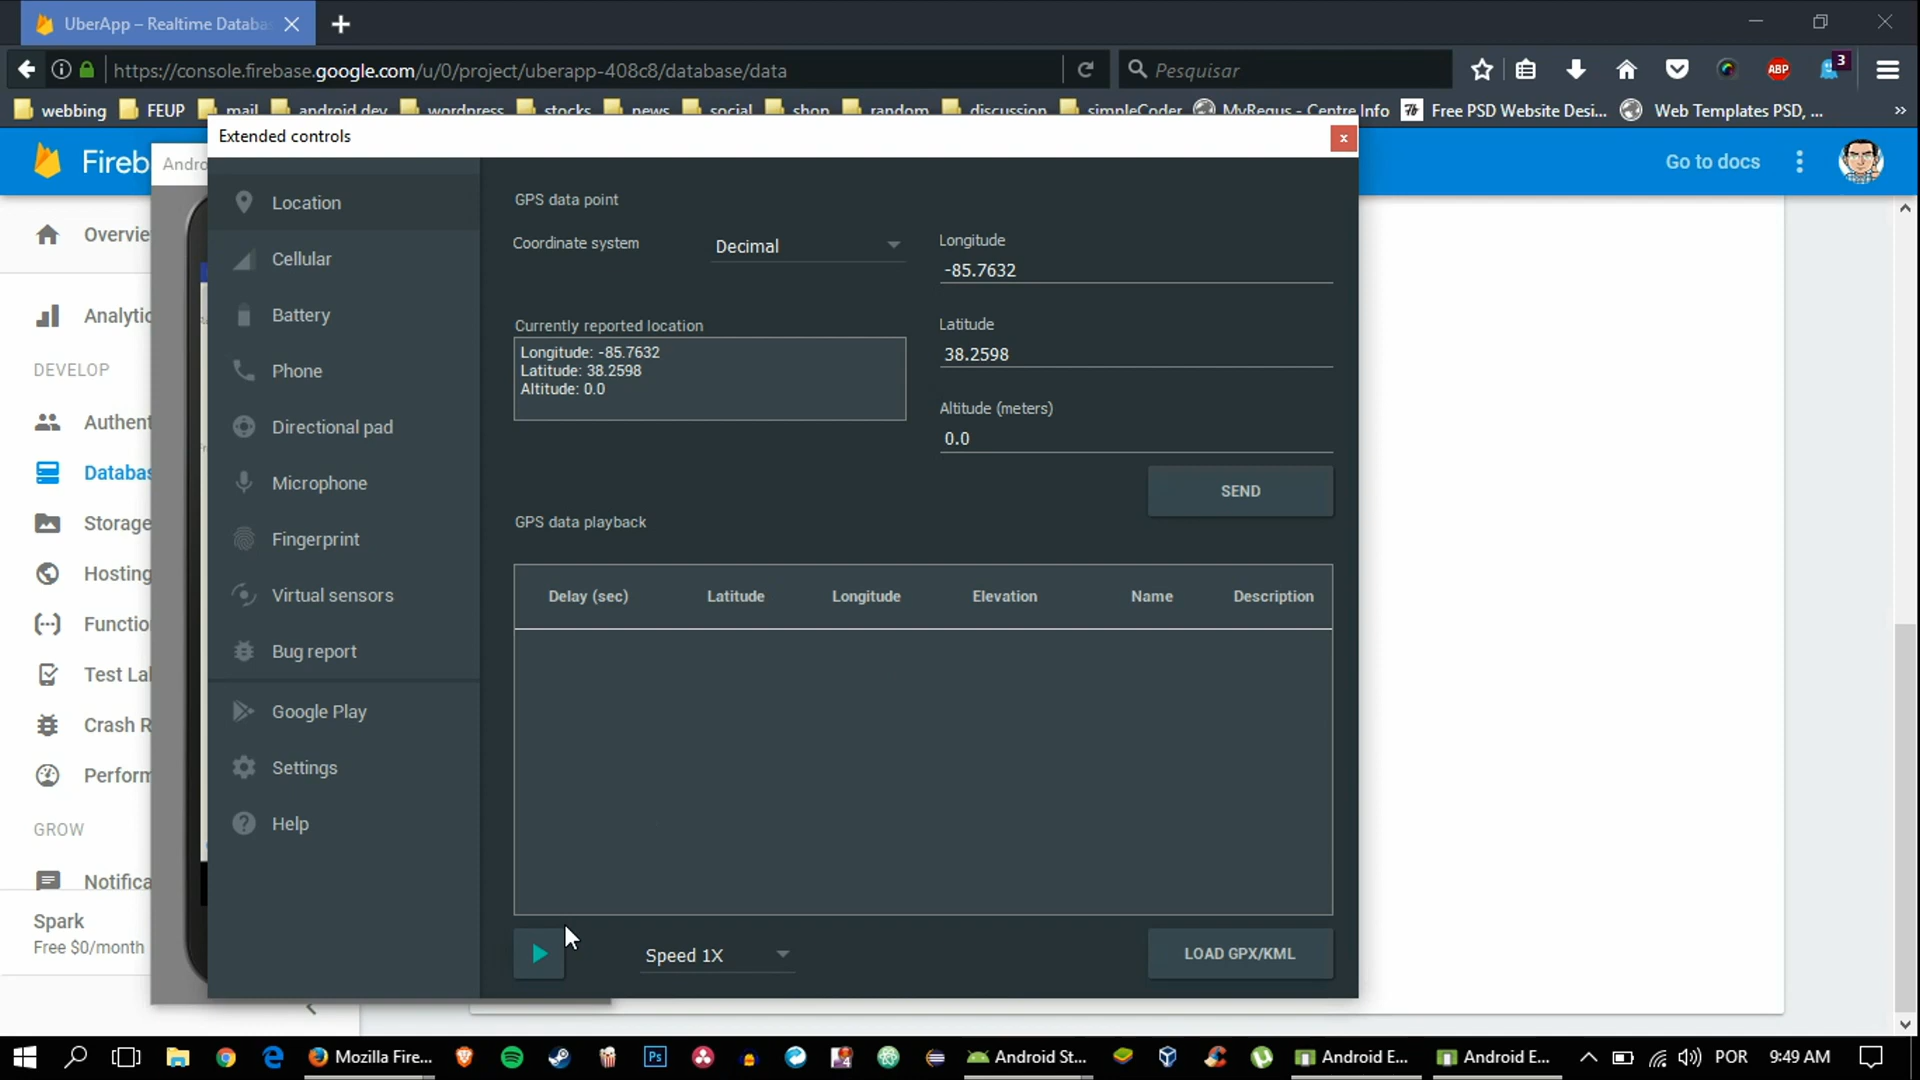 UberApp – Realtime Databa
https://console.firebase.google.com/u/0/project/uberapp-408c8/database/data
Pesquisar
ABP
3
webbing
FEUP
mail
android dev
wordpress
stocks
news
social
shop
random
discussion
simpleCoder
MyRegus - Centre Info
Free PSD Website Desi...
Web Templates PSD, ...
Fireb
Andro
Extended controls
x
Go to docs
Overvie
Analytic
DEVELOP
Authent
Databas
Storage
Hosting
Functio
Test Lal
Crash R
Perforn
GROW
Notifica
Spark
Free $0/month
Location
Cellular
Battery
Phone
Directional pad
Microphone
Fingerprint
Virtual sensors
Bug report
Google Play
Settings
Help
GPS data point
Coordinate system
Decimal
Longitude
-85.7632
Currently reported location
Longitude: -85.7632
Latitude: 38.2598
Altitude: 0.0
Latitude
38.2598
Altitude (meters)
0.0
SEND
GPS data playback
Delay (sec) Latitude Longitude Elevation Name Description
Speed 1X
LOAD GPX/KML
Mozilla Fire...
Ps
Android St...
Android E...
Android E...
POR
9:49 AM